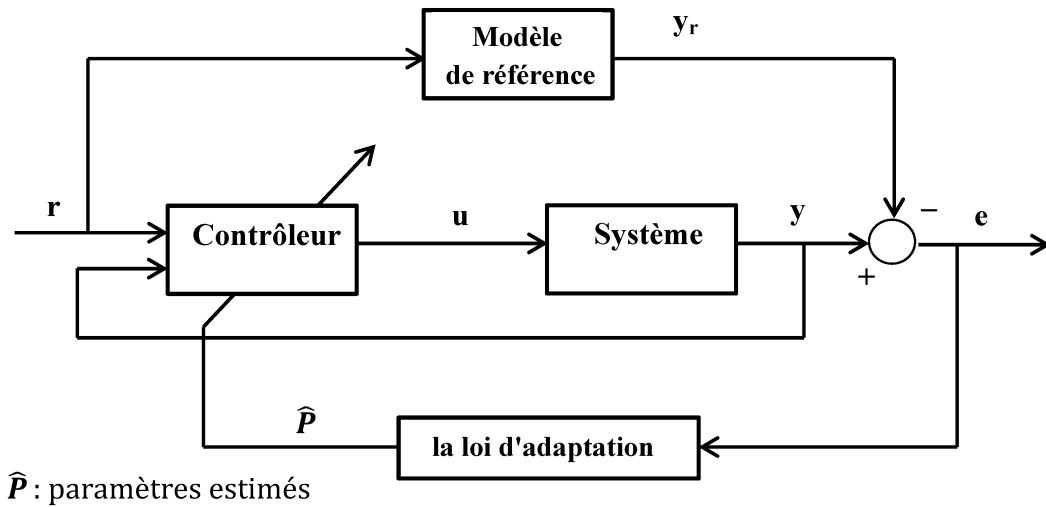 Modèle
de référence
yr
r
Contrôleur
u
Système
y
−
e
+
P̂
la loi d'adaptation
P̂ : paramètres estimés